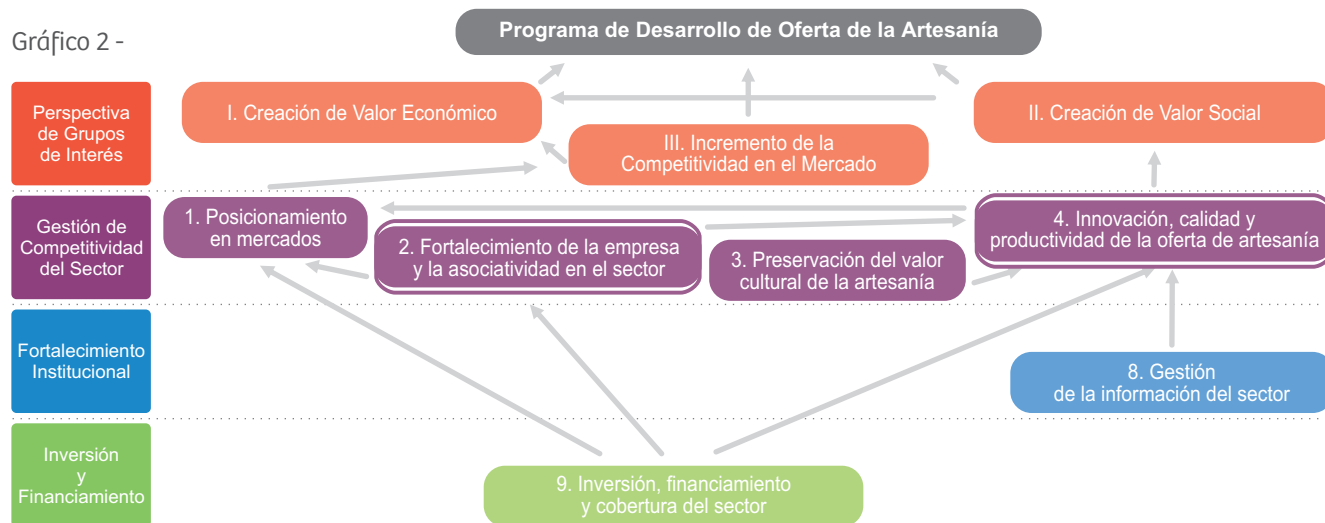 Gráfico 2 -
Programa de Desarrollo de Oferta de la Artesanía
Perspectiva
de Grupos
de Interés
I. Creación de Valor Económico
II. Creación de Valor Social
III. Incremento de la
Competitividad en el Mercado
Gestión de
Competitividad
del Sector
1. Posicionamiento
en mercados
2. Fortalecimiento de la empresa
y la asociatividad en el sector
3. Preservación del valor
cultural de la artesanía
4. Innovación, calidad y
productividad de la oferta de artesanía
Fortalecimiento
Institucional
8. Gestión
de la información del sector
Inversión
y
Financiamiento
9. Inversión, financiamiento
y cobertura del sector